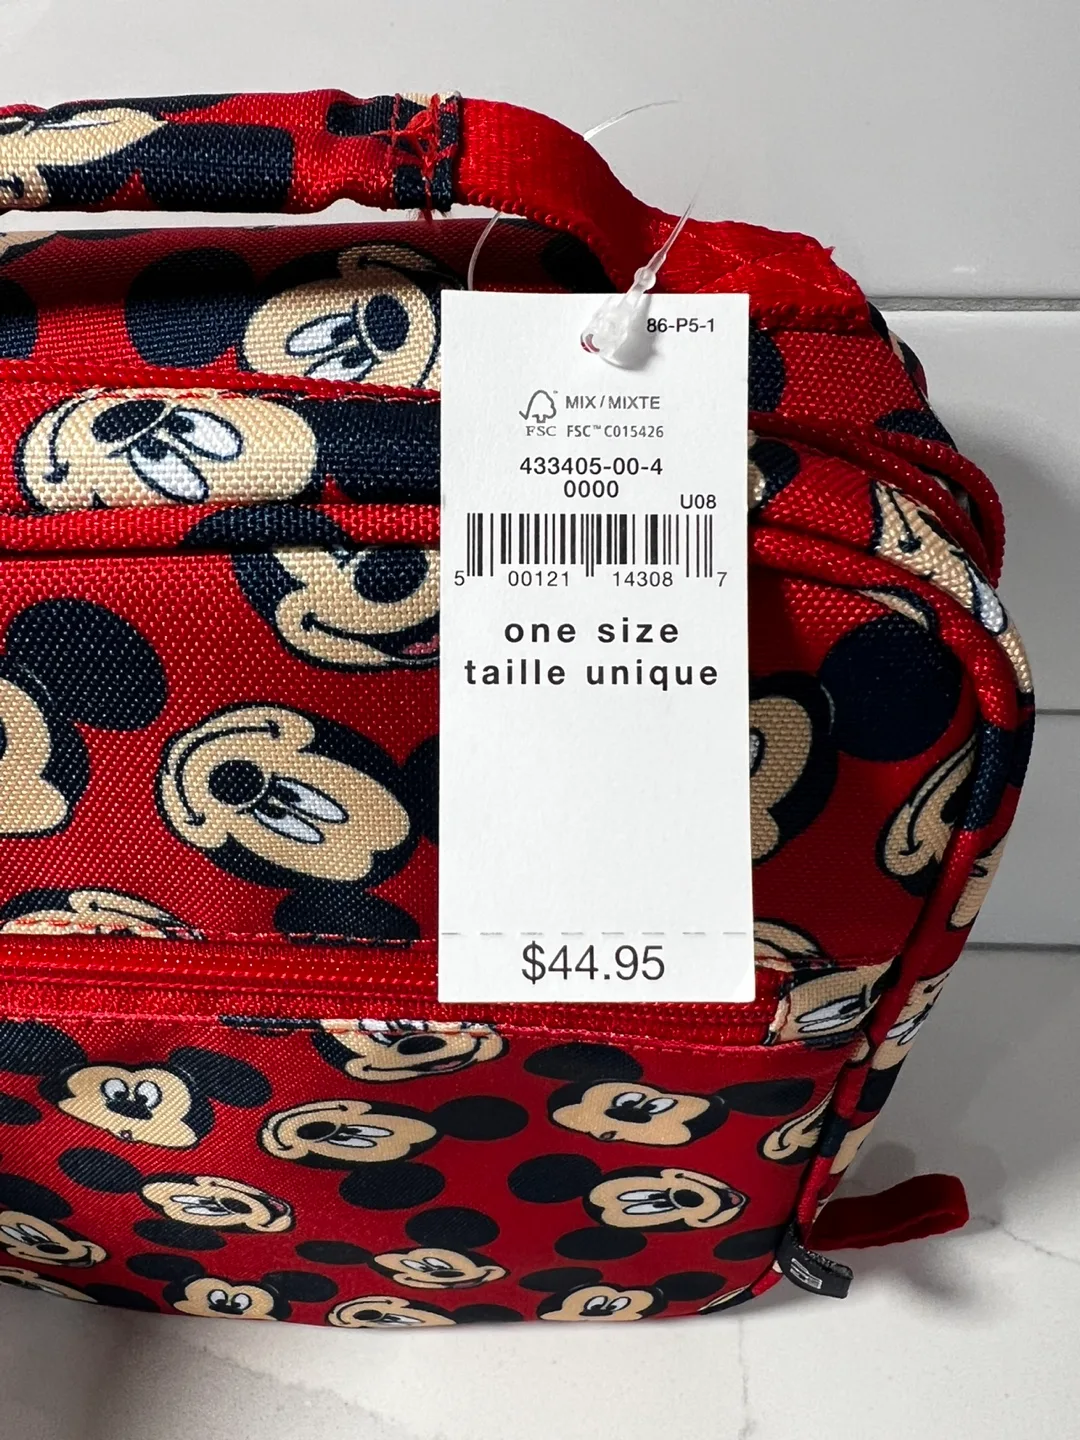 86-P5-1
MIX / MIXTE
FSC FSC™ C015426
433405-00-4
0000
U08
5 00121 14308 7
one size
taille unique
$44.95